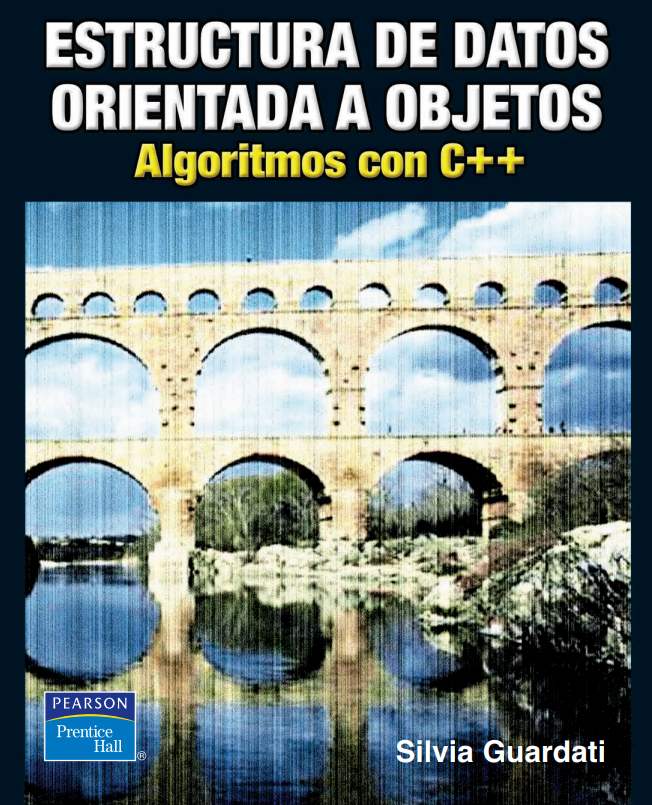 ESTRUCTURA DE DATOS
ORIENTADA A OBJETOS
Algoritmos con C++
PEARSON
Prentice
Hall
®
Silvia Guardati